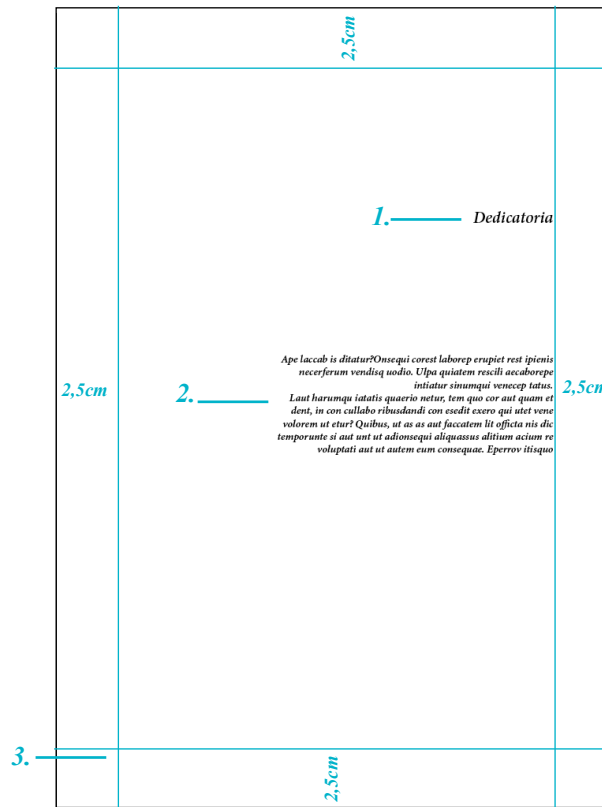 2,5cm
1. Dedicatoria
Ape laccab is ditatur?Onsequi corest laborep erupiet rest ipienis
necerferum vendisq uodio. Ulpa quiatem rescili aecaborepe
intiatur sinumqui venecep tatus.
2,5cm
2,5cm
2.
Laut harumqu iatatis quaerio netur, tem quo cor aut quam et
dent, in con cullabo ribusdandi con esedit exero qui utet vene
volorem ut etur? Quibus, ut as as aut faccatem lit officta nis dic
temporunte si aut unt ut adionsequi aliquassus ditium acium re
voluptati aut ut autem eum consequae. Eperrov itisquo
3.
2,5cm